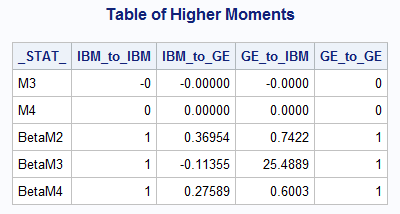 Table of Higher Moments
_STAT_ IBM_to_IBM IBM_to_GE GE_to_IBM GE_to_GE
M3 -0 -0.00000 -0.0000 0
M4 0 0.00000 0.0000 0
BetaM2 1 0.36954 0.7422 1
BetaM3 1 -0.11355 25.4889 1
BetaM4 1 0.27589 0.6003 1